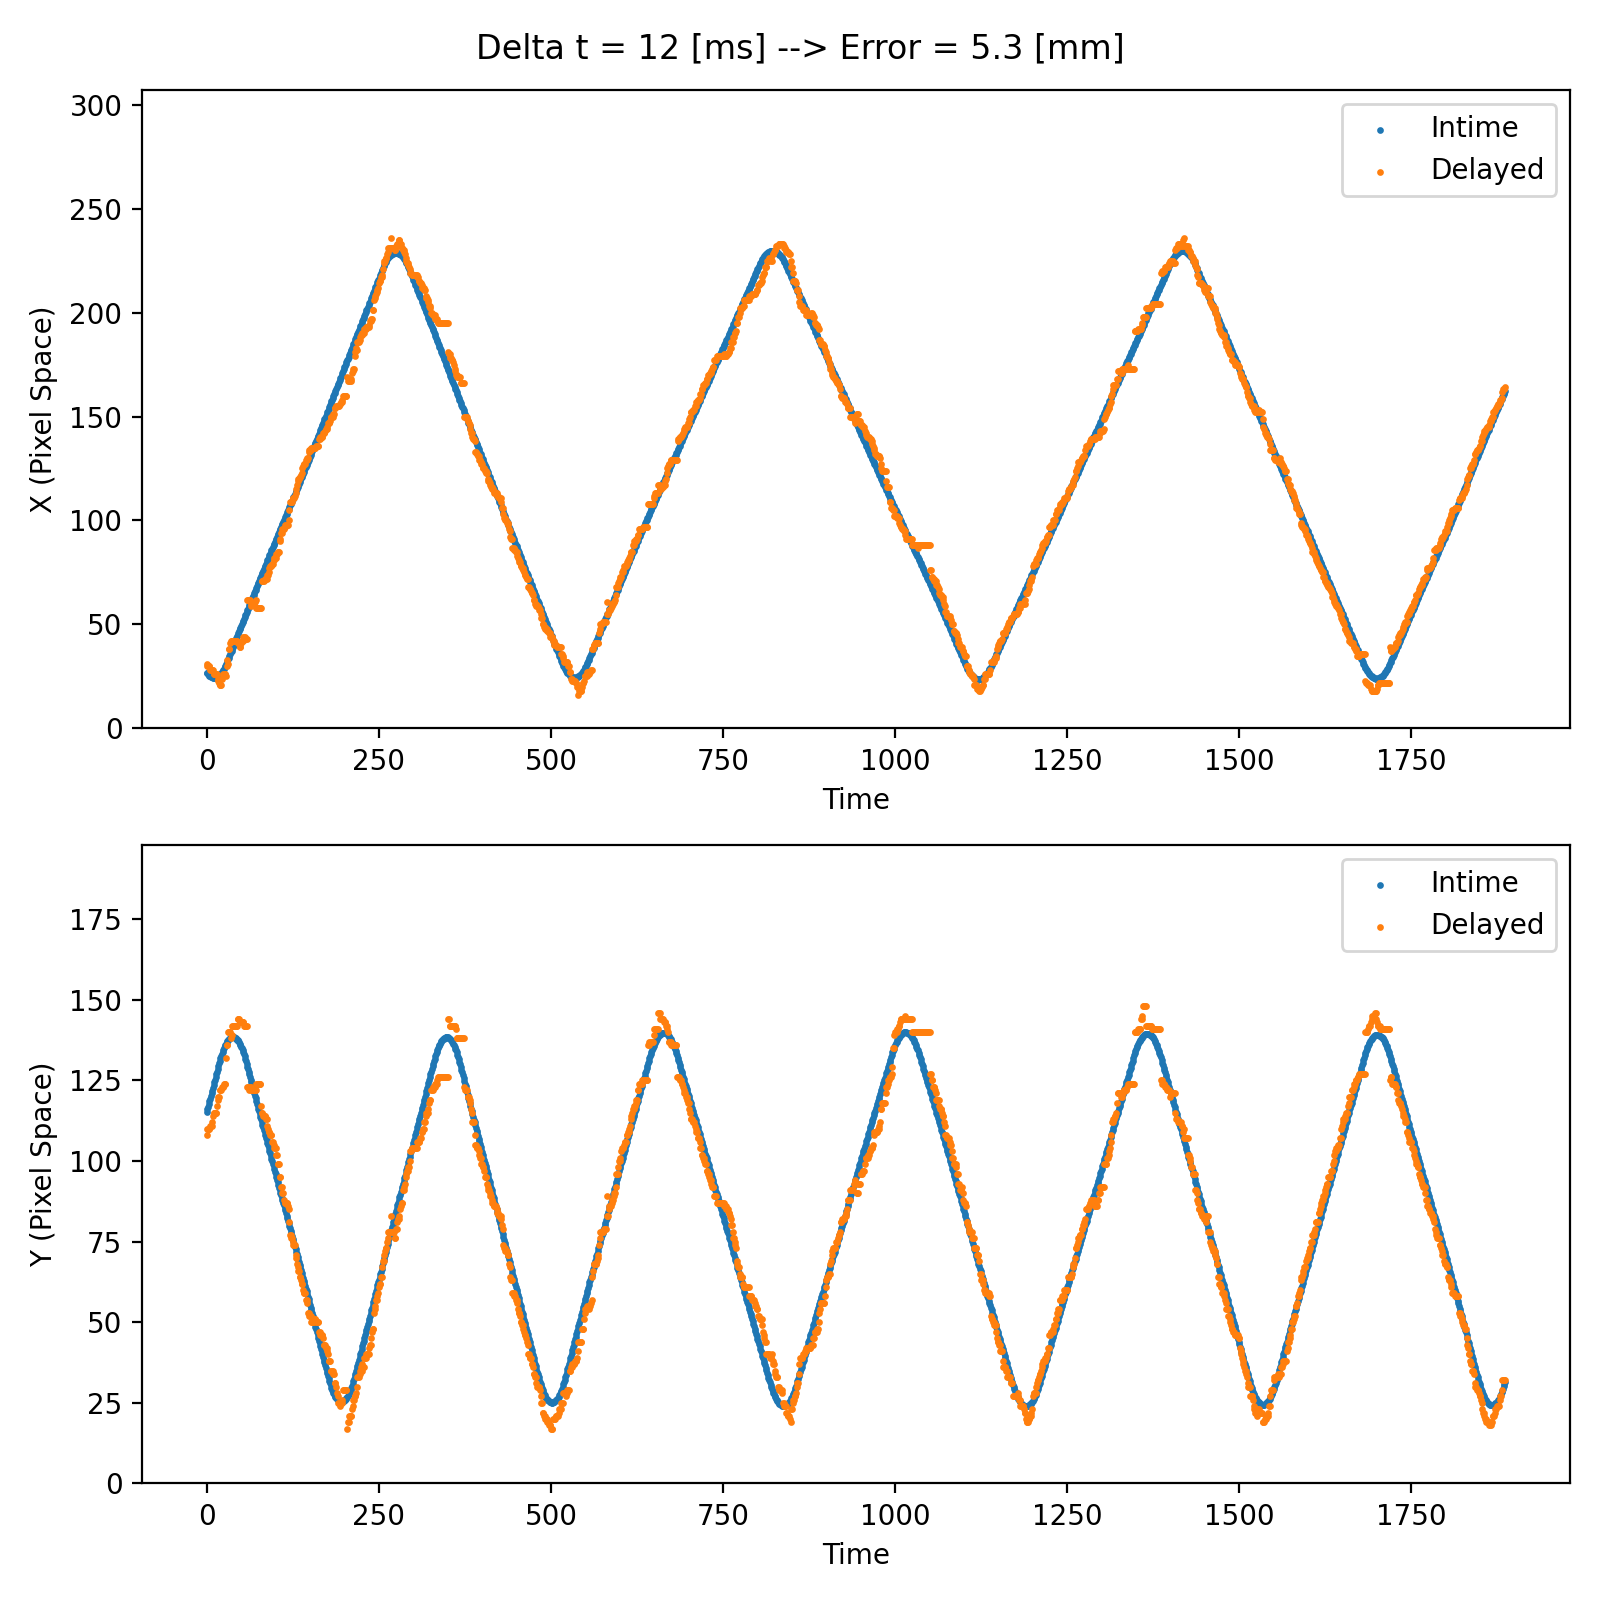 Delta t = 12 [ms] --> Error = 5.3 [mm]
300
250
200
150
100
50
0
X (Pixel Space)
Intime
Delayed
0 250 500 750 1000 1250 1500 1750
Time
175
150
125
100
75
50
25
0
Y (Pixel Space)
Intime
Delayed
0 250 500 750 1000 1250 1500 1750
Time